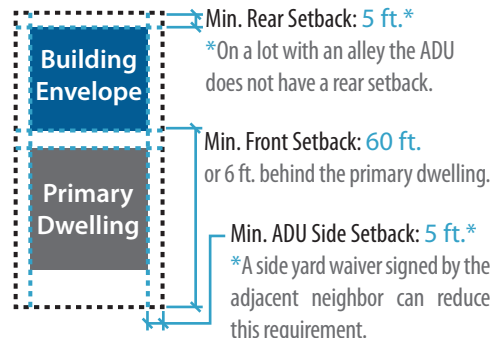 Min. Rear Setback: 5 ft.*
*On a lot with an alley the ADU
does not have a rear setback.
Building
Envelope
Min. Front Setback: 60 ft.
or 6 ft. behind the primary dwelling.
Primary
Dwelling
Min. ADU Side Setback: 5 ft.*
*A side yard waiver signed by the
adjacent neighbor can reduce
this requirement.